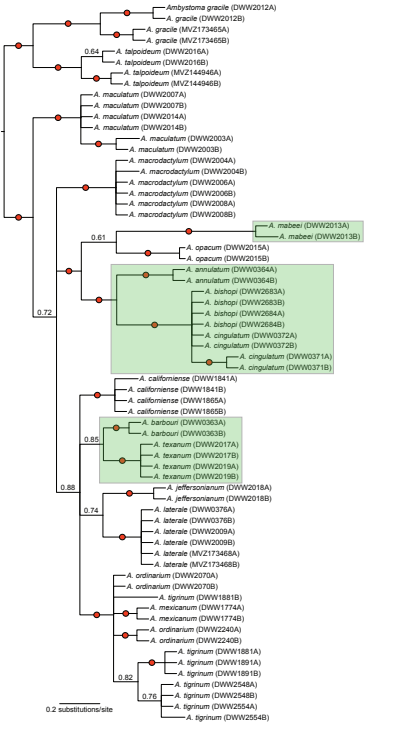 Ambystoma gracile (DWW2012A)
A. gracile (DWW2012B)
A. gracile (MVZ173465A)
A. gracile (MVZ173465B)
0.64
A. talpoideum (DWW2016A)
A. talpoideum (DWW2016B)
A. talpoideum (MVZ144946A)
A. talpoideum (MVZ144946B)
A. maculatum (DWW2007A)
A. maculatum (DWW2007B)
A. maculatum (DWW2014A)
A. maculatum (DWW2014B)
A. maculatum (DWW2003A)
A. maculatum (DWW2003B)
A. macrodactylum (DWW2004A)
A. macrodactylum (DWW2004B)
A. macrodactylum (DWW2006A)
A. macrodactylum (DWW2006B)
A. macrodactylum (DWW2008A)
A. macrodactylum (DWW2008B)
A. mabeei (DWW2013A)
A. mabeei (DWW2013B)
0.61
A. opacum (DWW2015A)
A. opacum (DWW2015B)
A. annulatum (DWW0364A)
A. annulatum (DWW0364B)
A. bishopi (DWW2683A)
A. bishopi (DWW2683B)
0.72
A. bishopi (DWW2684A)
A. bishopi (DWW2684B)
A. cingulatum (DWW0372A)
A. cingulatum (DWW0372B)
A. cingulatum (DWW0371A)
A. cingulatum (DWW0371B)
A. californiense (DWW1841A)
A. californiense (DWW1841B)
A. californiense (DWW1865A)
A. californiense (DWW1865B)
A. barbouri (DWW0363A)
A. barbouri (DWW0363B)
0.85
A. texanum (DWW2017A)
A. texanum (DWW2017B)
A. texanum (DWW2019A)
A. texanum (DWW2019B)
0.88
A. jeffersonianum (DWW2018A)
A. jeffersonianum (DWW2018B)
A. laterale (DWW0376A)
0.74
A. laterale (DWW0376B)
A. laterale (DWW2009A)
A. laterale (DWW2009B)
A. laterale (MVZ173468A)
A. laterale (MVZ173468B)
A. ordinarium (DWW2070A)
A. ordinarium (DWW2070B)
A. tigrinum (DWW1881B)
A. mexicanum (DWW1774A)
A. mexicanum (DWW1774B)
A. ordinarium (DWW2240A)
A. ordinarium (DWW2240B)
A. tigrinum (DWW1881A)
A. tigrinum (DWW1891A)
A. tigrinum (DWW1891B)
0.82
A. tigrinum (DWW2548A)
A. tigrinum (DWW2548B)
0.76
A. tigrinum (DWW2554A)
A. tigrinum (DWW2554B)
0.2 substitutions/site